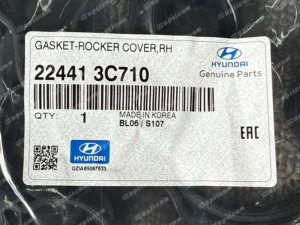 GASKET-ROCKER COVER,RH
22441 3C710
HYUNDAI
Genuine Parts
QTY 1
MADE IN KOREA
BL06 / S107
HYUNDAI
EAC